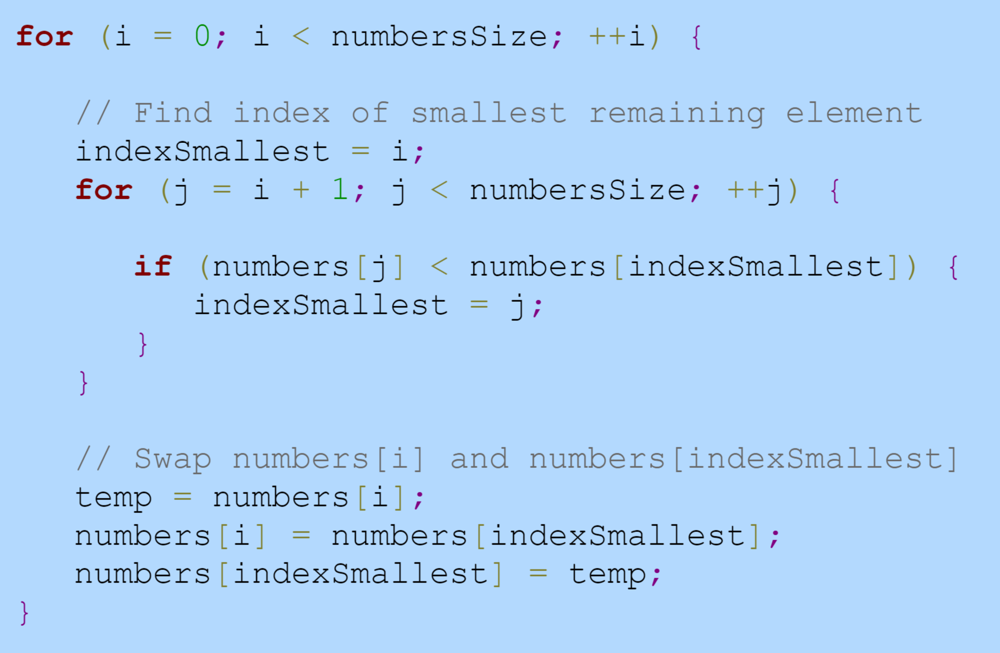 for (i = 0; i < numbersSize; ++i) {
// Find index of smallest remaining element
indexSmallest = i;
for (j = i + 1; j < numbersSize; ++j) {
if (numbers[j] < numbers[indexSmallest]) {
indexSmallest = j;
}
}
// Swap numbers[i] and numbers[indexSmallest]
temp = numbers[i];
numbers[i] = numbers[indexSmallest];
numbers[indexSmallest] = temp;
}